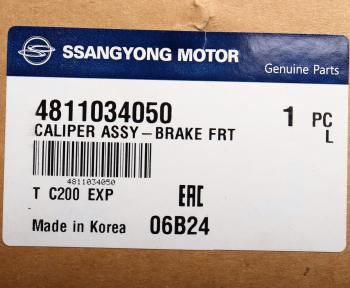 SSANGYONG MOTOR
Genuine Parts
4811034050 1 PC
CALIPER ASSY-BRAKE FRT L
4811034050
T C200 EXP EAC
Made in Korea 06B24